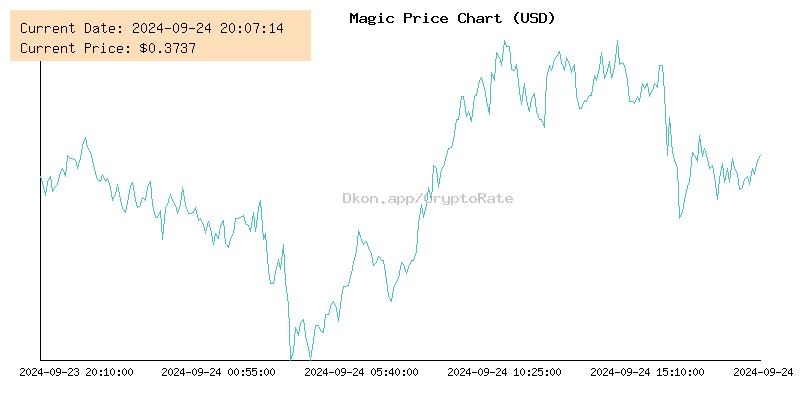 Magic Price Chart (USD)
Current Date: 2024-09-24 20:07:14
Current Price: $0.3737
Dkon.app/CryptoRate
2024-09-23 20:10:00 2024-09-24 00:55:00 2024-09-24 05:40:00 2024-09-24 10:25:00 2024-09-24 15:10:00 2024-09-24